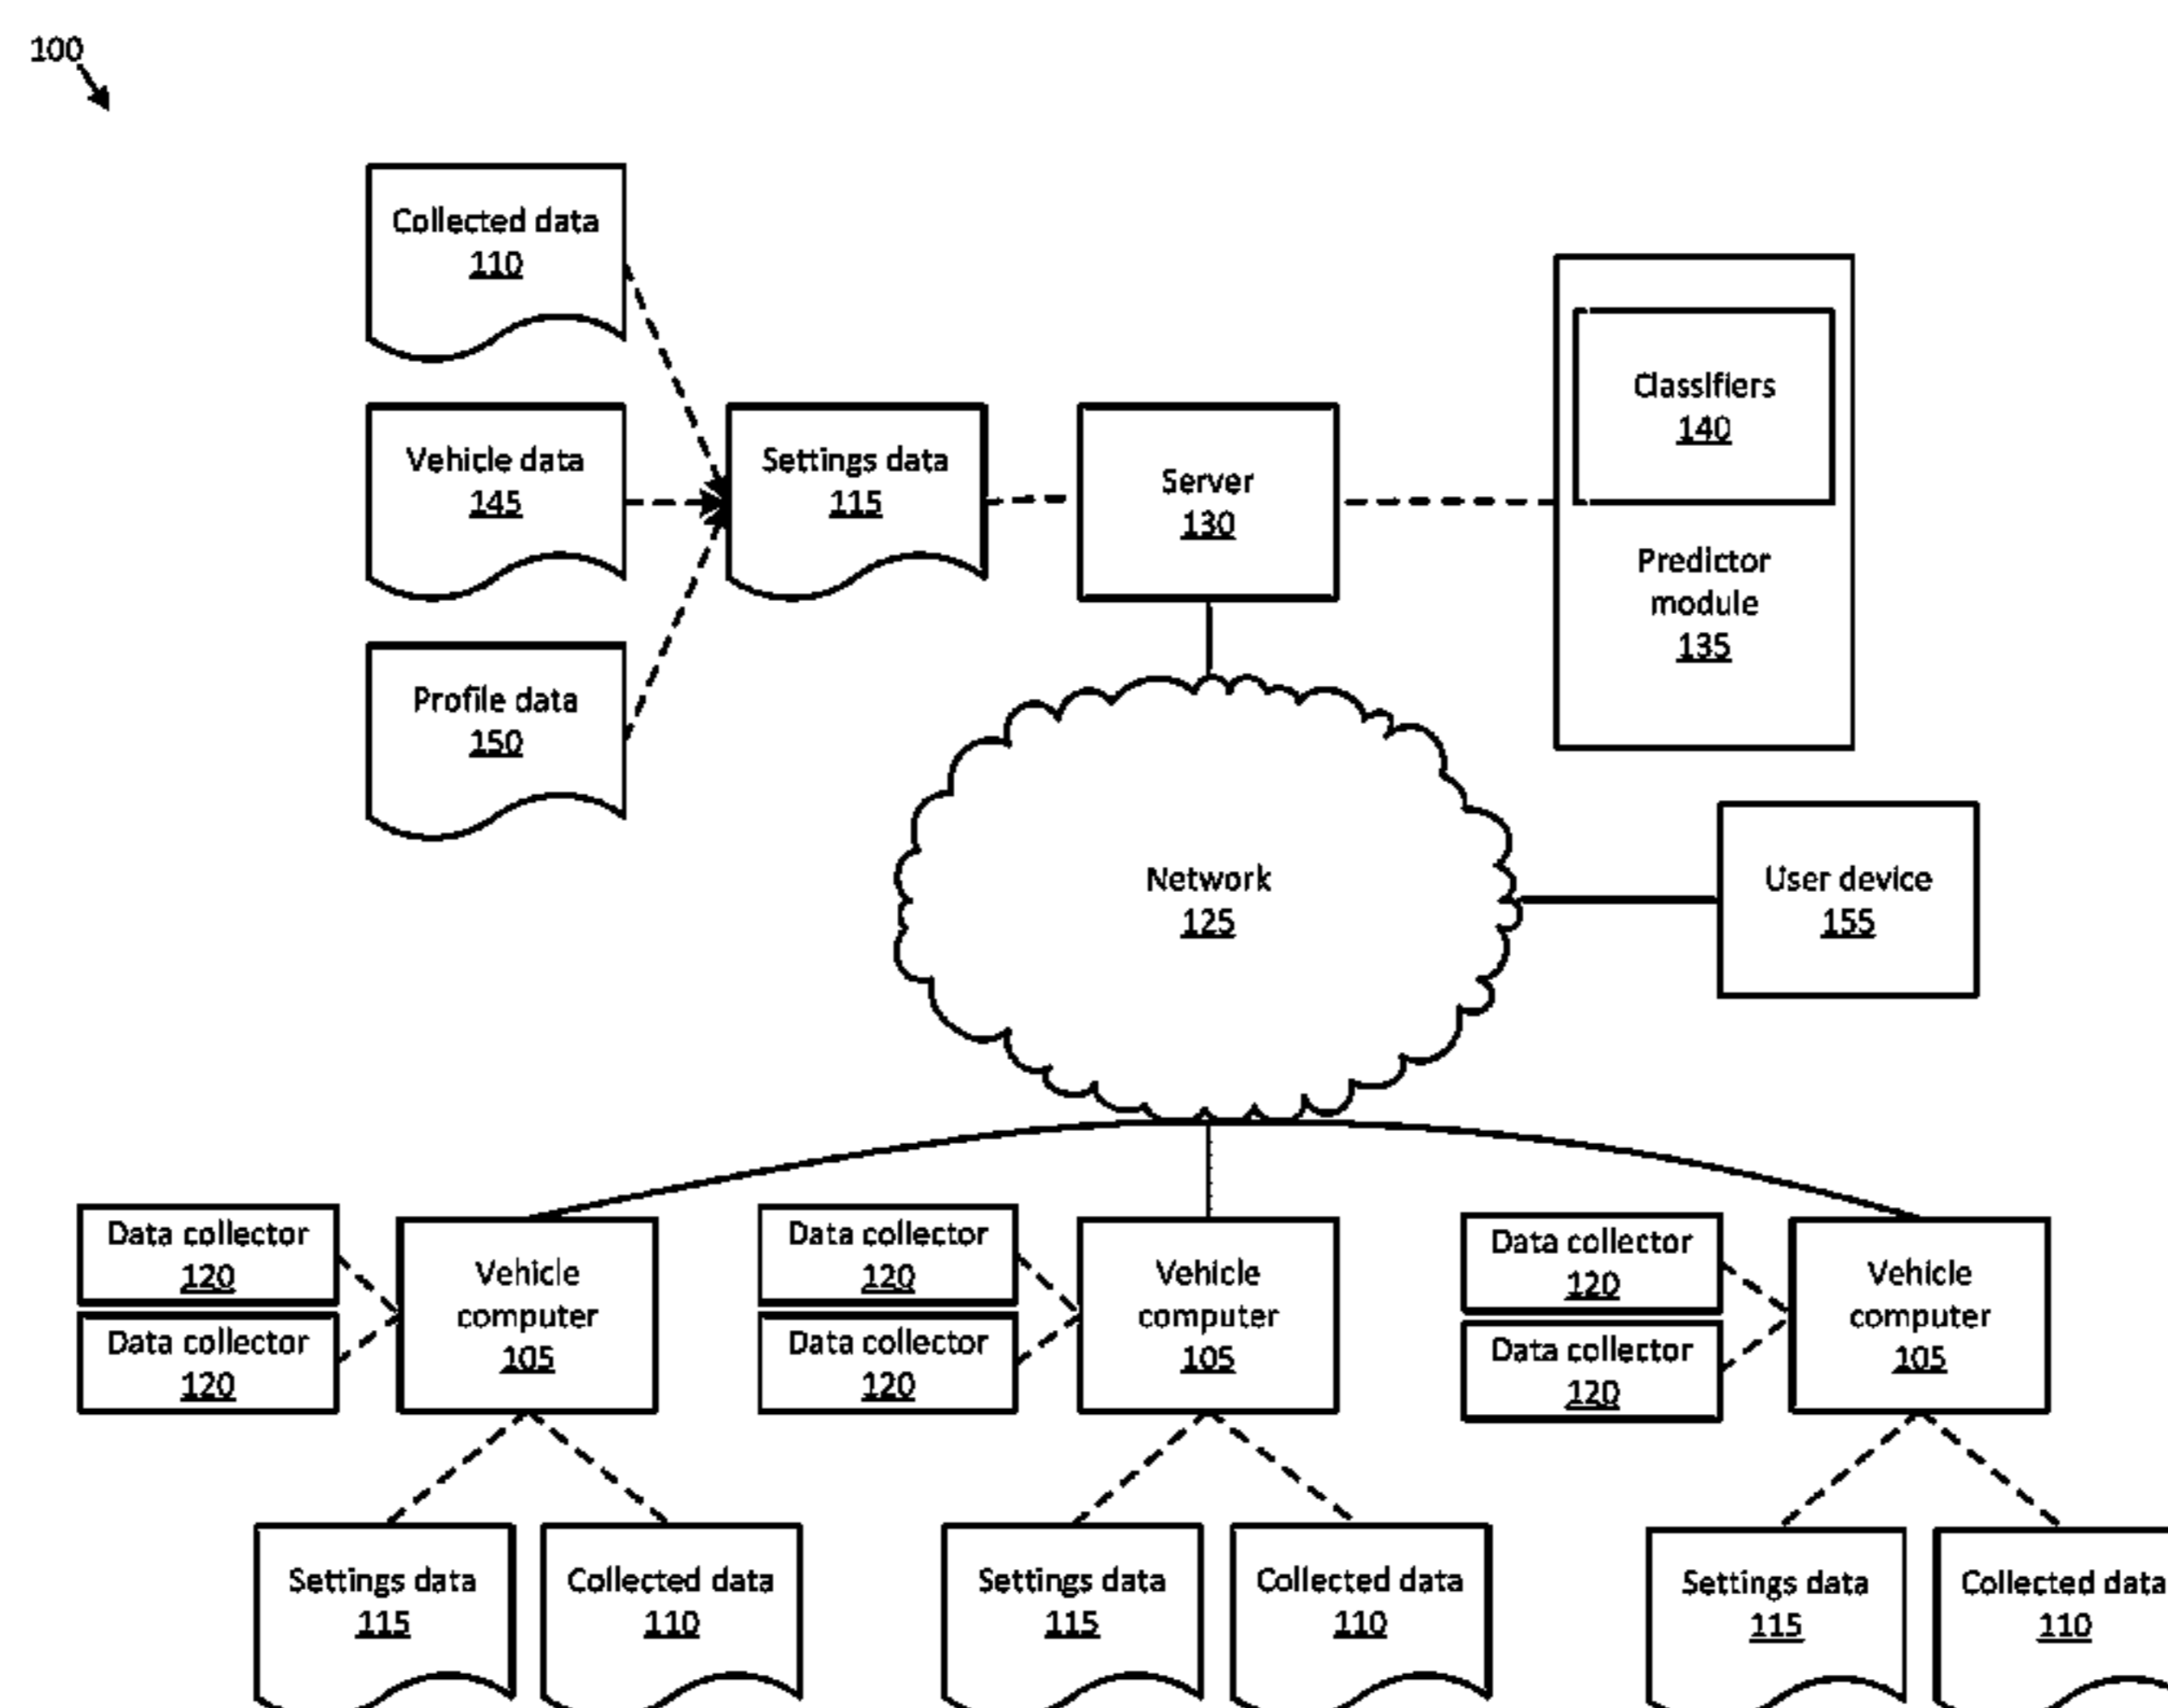 100
Collected data
110
Vehicle data
145
Profile data
150
Settings data
115
Server
130
Classifiers
140
Predictor
module
135
Network
125
User device
155
Data collector
120
Data collector
120
Vehicle
computer
105
Data collector
120
Data collector
120
Vehicle
computer
105
Data collector
120
Data collector
120
Vehicle
computer
105
Settings data
115
Collected data
110
Settings data
115
Collected data
110
Settings data
115
Collected data
110